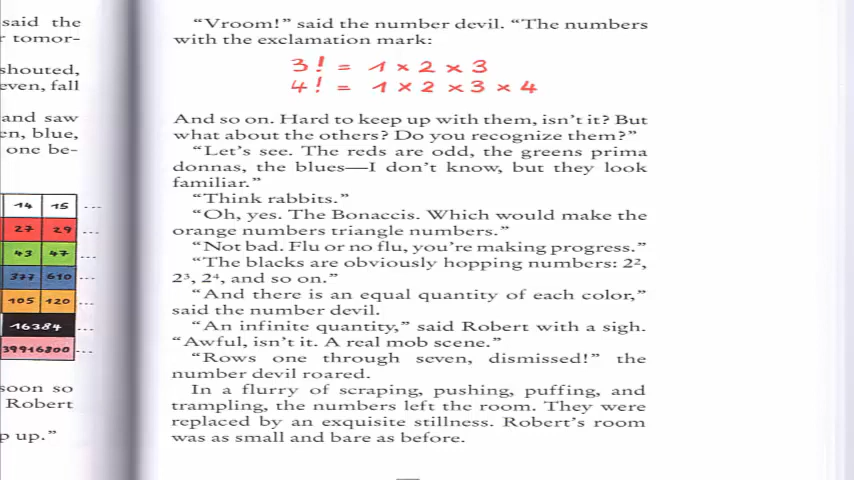 said the
r tomor-
shouted,
even, fall
and saw
en, blue,
one be-
14 15 ...
27 29 ...
43 47 ...
377 610 ...
105 120 ...
16384 ...
39916800 ...
soon so
Robert
p up."
“Vroom!” said the number devil. “The numbers
with the exclamation mark:
3! = 1 × 2 × 3
4! = 1 × 2 × 3 × 4
And so on. Hard to keep up with them, isn’t it? But
what about the others? Do you recognize them?”
“Let’s see. The reds are odd, the greens prima
donnas, the blues—I don’t know, but they look
familiar.”
“Think rabbits.”
“Oh, yes. The Bonaccis. Which would make the
orange numbers triangle numbers.”
“Not bad. Flu or no flu, you’re making progress.”
“The blacks are obviously hopping numbers: 2², 
2³, 2⁴, and so on.”
“And there is an equal quantity of each color,”
said the number devil.
“An infinite quantity,” said Robert with a sigh.
“Awful, isn’t it. A real mob scene.”
“Rows one through seven, dismissed!” the
number devil roared.
In a flurry of scraping, pushing, puffing, and
trampling, the numbers left the room. They were
replaced by an exquisite stillness. Robert’s room
was as small and bare as before.